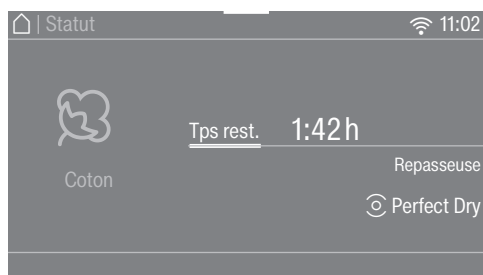 | Statut 11:02
Tps rest. 1:42 h
Repasseuse
Coton
Perfect Dry